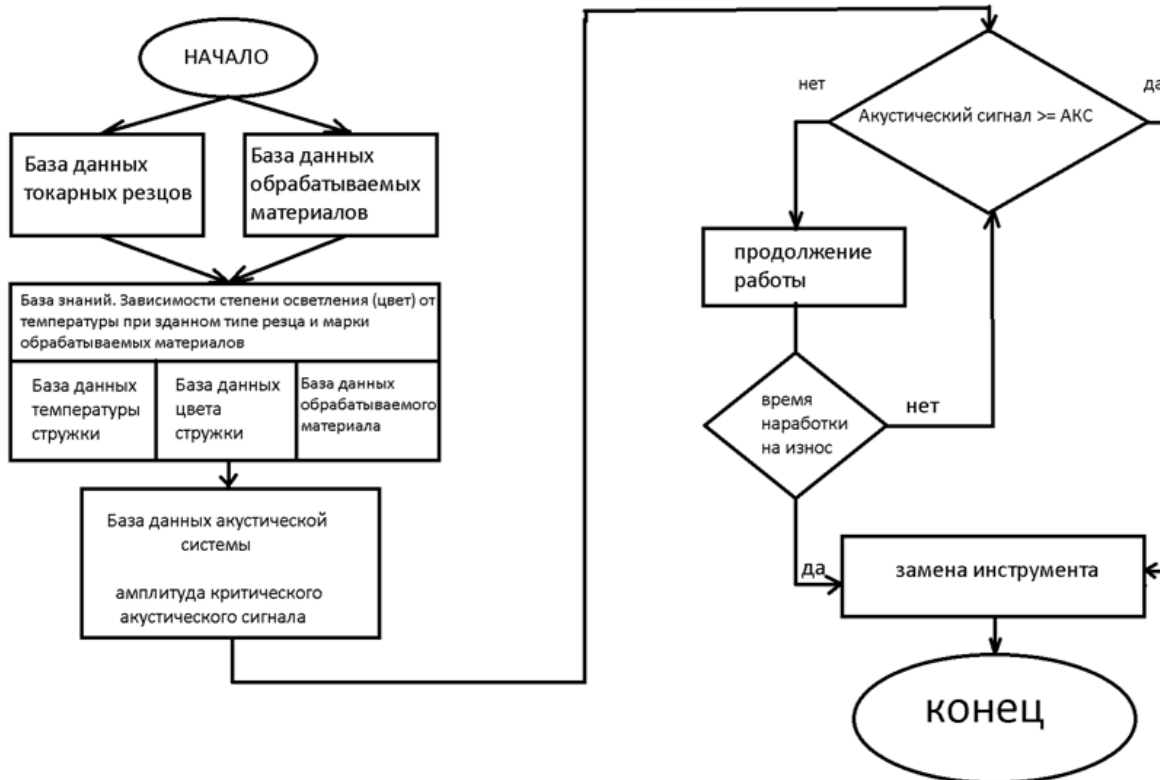 НАЧАЛО
База данных
токарных резцов
База данных
обрабатываемых
материалов
База знаний. Зависимости степени осветления (цвет) от
температуры при зданном типе резца и марки
обрабатываемых материалов
База данных
температуры
стружки
База данных
цвета
стружки
База данных
обрабатываемого
материала
База данных акустической
системы
амплитуда критического
акустического сигнала
нет
да
Акустический сигнал >= АКС
продолжение
работы
время
наработки
на износ
нет
да
замена инструмента
конец